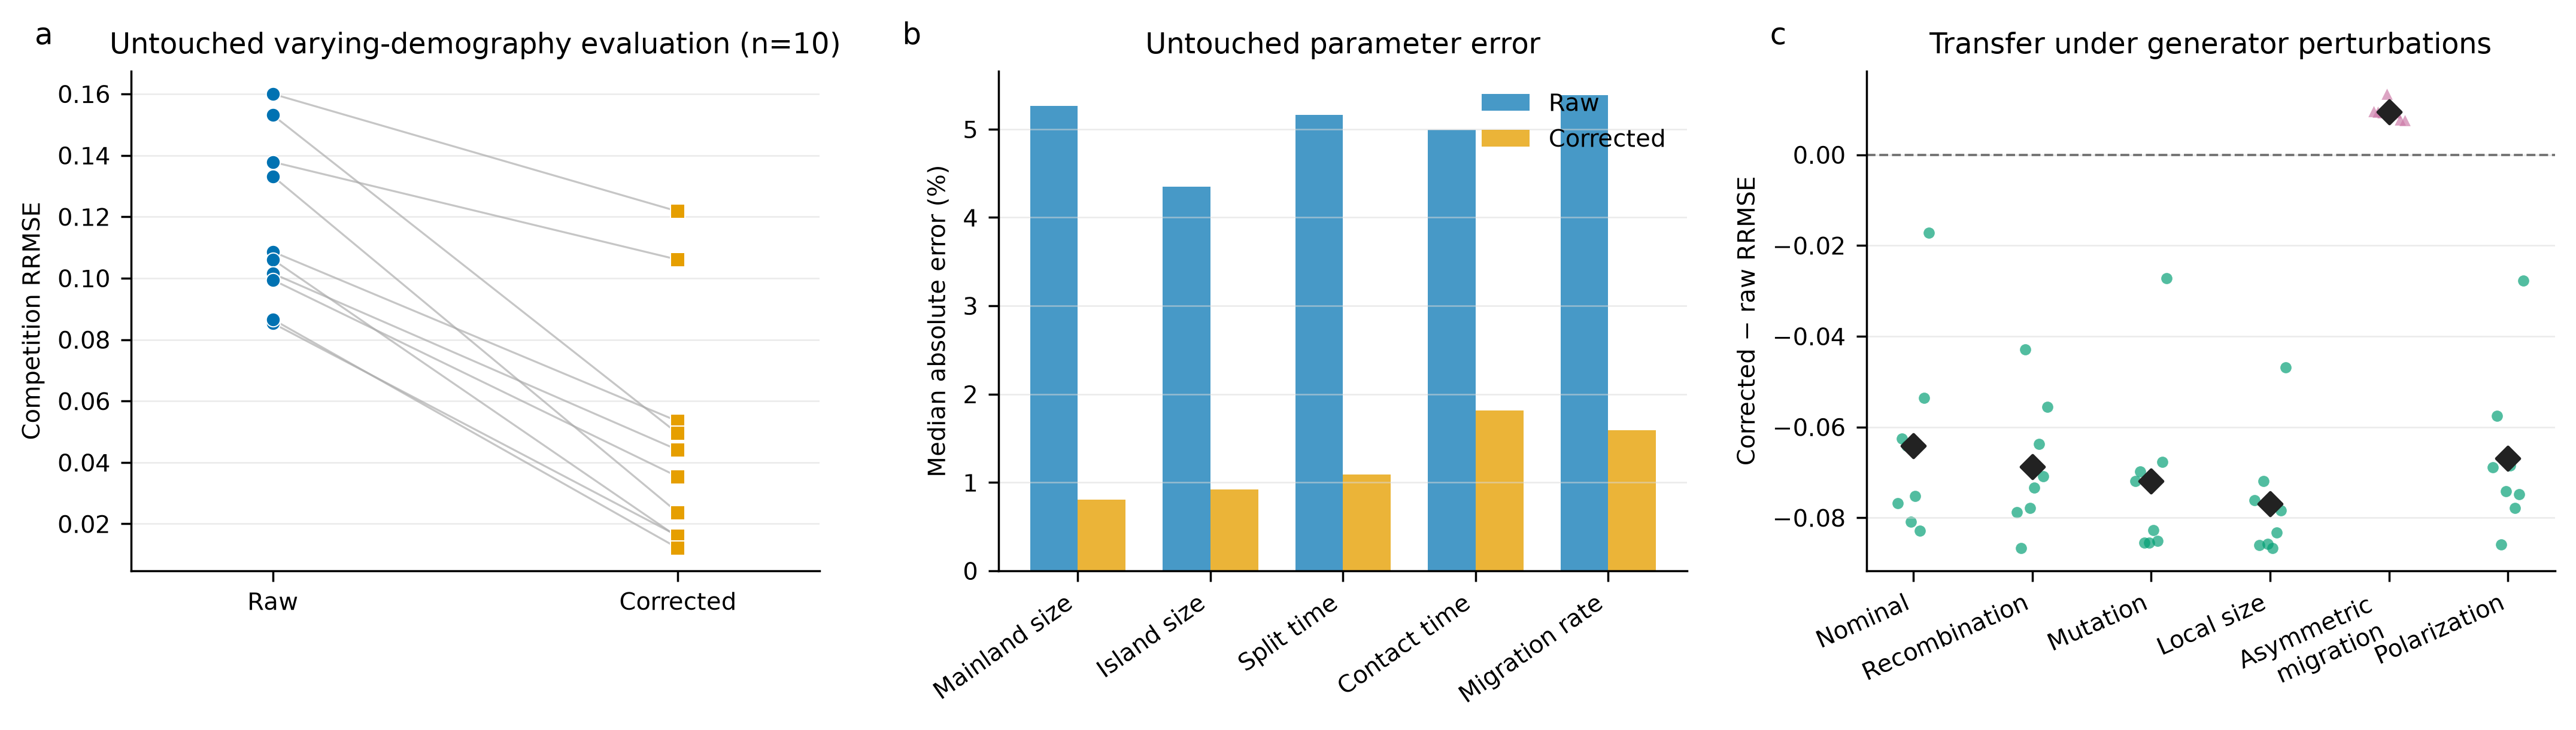 a
Untouched varying-demography evaluation (n=10)
Competition RRMSE
0.16
0.14
0.12
0.10
0.08
0.06
0.04
0.02
Raw
Corrected
b
Untouched parameter error
Median absolute error (%)
5
4
3
2
1
0
Raw
Corrected
Mainland size
Island size
Split time
Contact time
Migration rate
c
Transfer under generator perturbations
Corrected − raw RRMSE
0.00
−0.02
−0.04
−0.06
−0.08
Nominal
Recombination
Mutation
Local size
Asymmetric
migration
Polarization